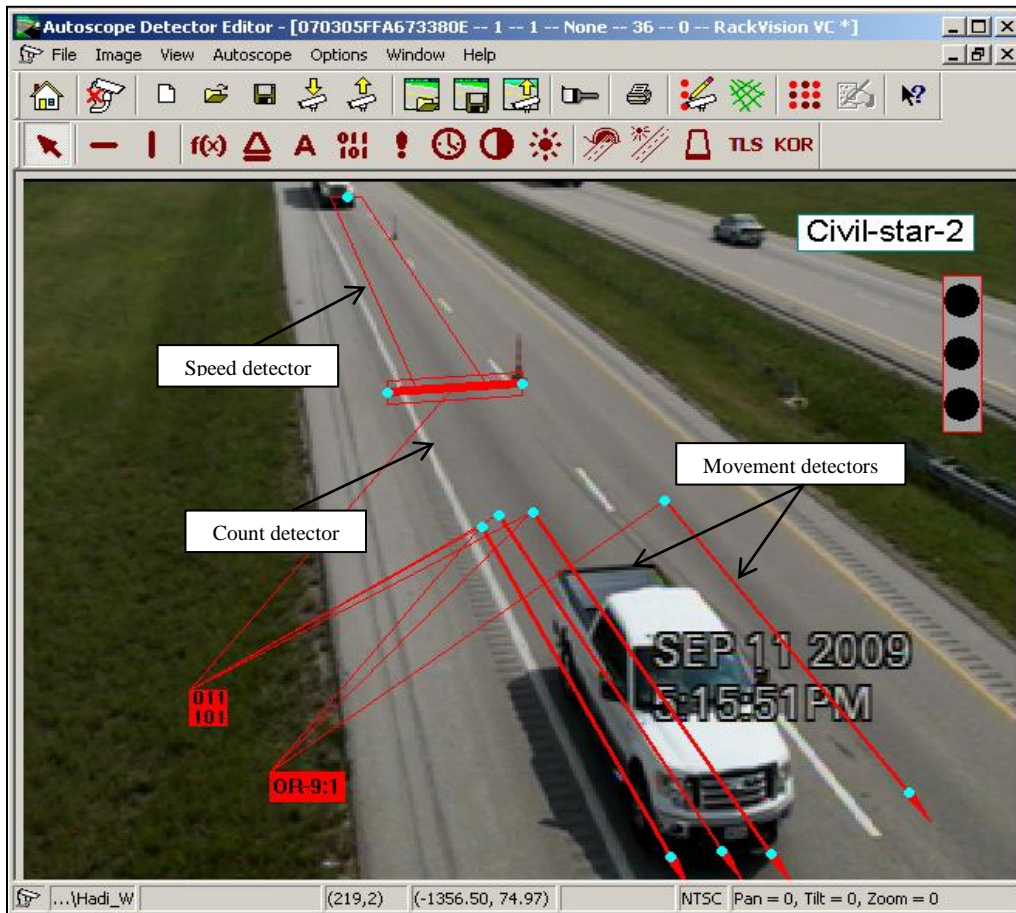 Autoscope Detector Editor - [070305FFA673380E -- 1 -- 1 -- None -- 36 -- 0 -- RackVision VC *]
File Image View Autoscope Options Window Help
f(x) A 011 101 ! TLS KOR
Civil-star-2
Speed detector
Movement detectors
Count detector
SEP 11 2009
5:15:51PM
011
101
OR-9:1
...\Hadi_W (219,2) (-1356.50, 74.97) NTSC Pan = 0, Tilt = 0, Zoom = 0